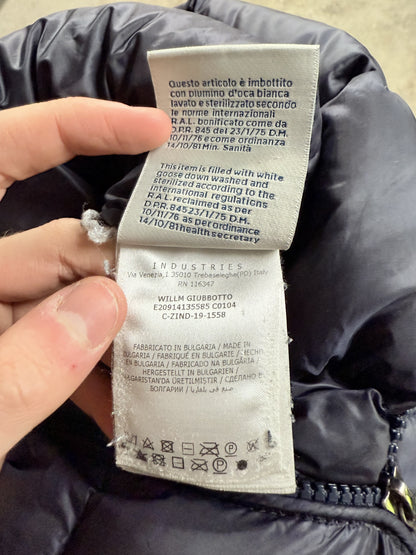 Questo articolo è imbottito
con piumino d'oca bianca
lavato e sterilizzato secondo
le norme internazionali
R.A.L. bonificato come da
D.P.R. 845 del 23/1/75 D.M.
10/11/76 e come ordinanza
14/10/81 Min. Sanità
This item is filled with white
goose down washed and
sterilized according to the
international regulations
R.A.L. reclaimed as per
D.P.R. 845 23/1/75 D.M.
10/11/76 as per ordinance
14/10/81 health secretary
INDUSTRIES
Via Venezia,1 35010 Trebaseleghe(PD) Italy
RN 116347
WILLM GIUBBOTTO
E20914135585 C0104
C-ZIND-19-1558
FABBRICATO IN BULGARIA / MADE IN
BULGARIA / FABRIQUÉ EN BULGARIE /
EN BULGARIA / FABRICADO NA BULGÁRIA /
HERGESTELLT IN BULGARIEN /
BULGARISTAN'DA ÜRETILMISTIR / СДЕЛАНО В
БОЛГАРИИ / صنع في بلغاريا